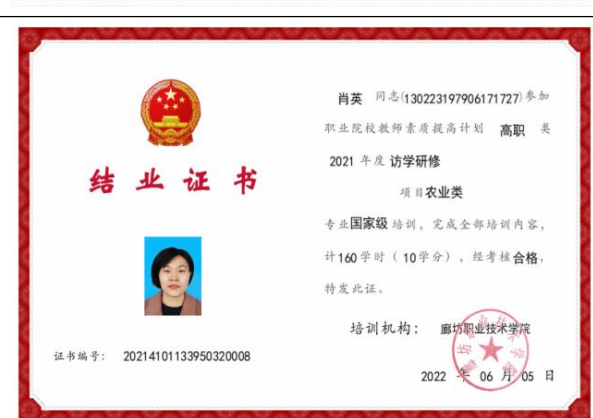 结业证书
证书编号： 20214101133950320008
肖英 同志(130223197906171727)参加
职业院校教师素质提高计划 高职 类
2021 年度 访学研修
项目农业类
专业国家级 培训，完成全部培训内容，
计160学时（ 10学分），经考核合格，
特发此证。
培训机构： 廊坊职业技术学院
2022 年 06 月 05 日